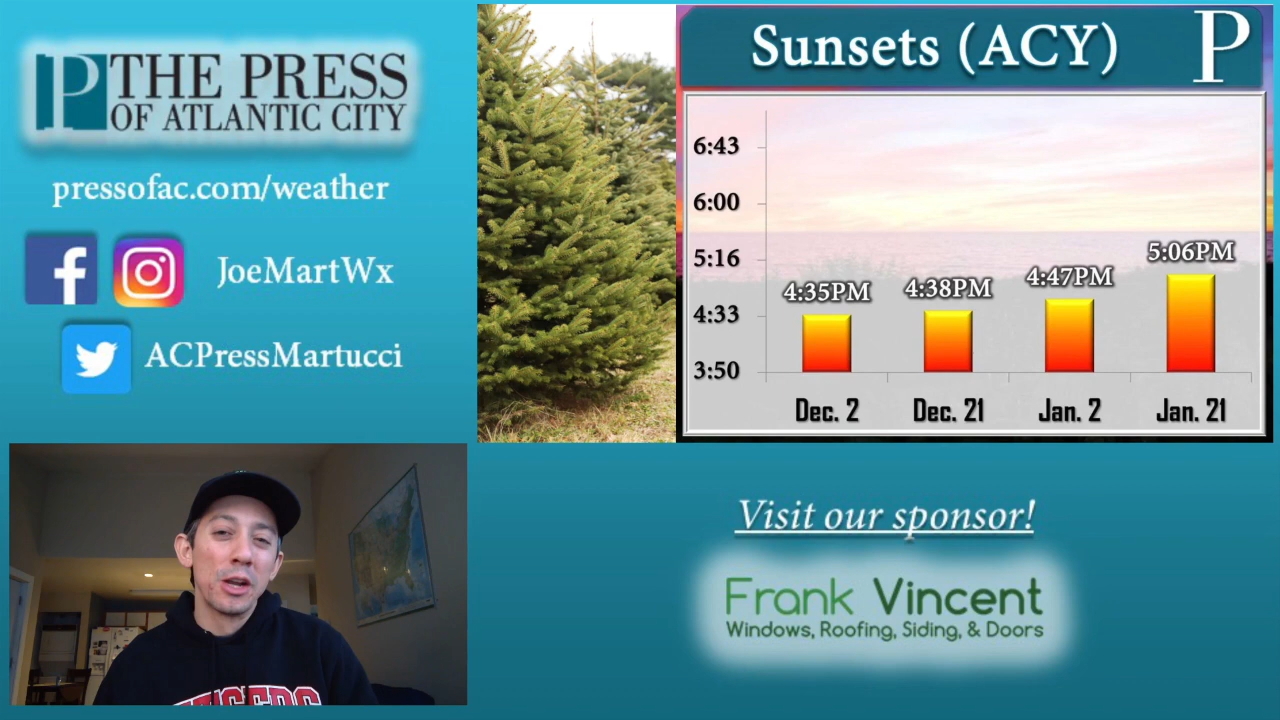 THE PRESS
OF ATLANTIC CITY
pressofac.com/weather
JoeMartWx
ACPressMartucci
Sunsets (ACY)
P
6:43
6:00
5:16
4:33
3:50
4:35PM
4:38PM
4:47PM
5:06PM
Dec. 2
Dec. 21
Jan. 2
Jan. 21
Visit our sponsor!
Frank Vincent
Windows, Roofing, Siding, & Doors